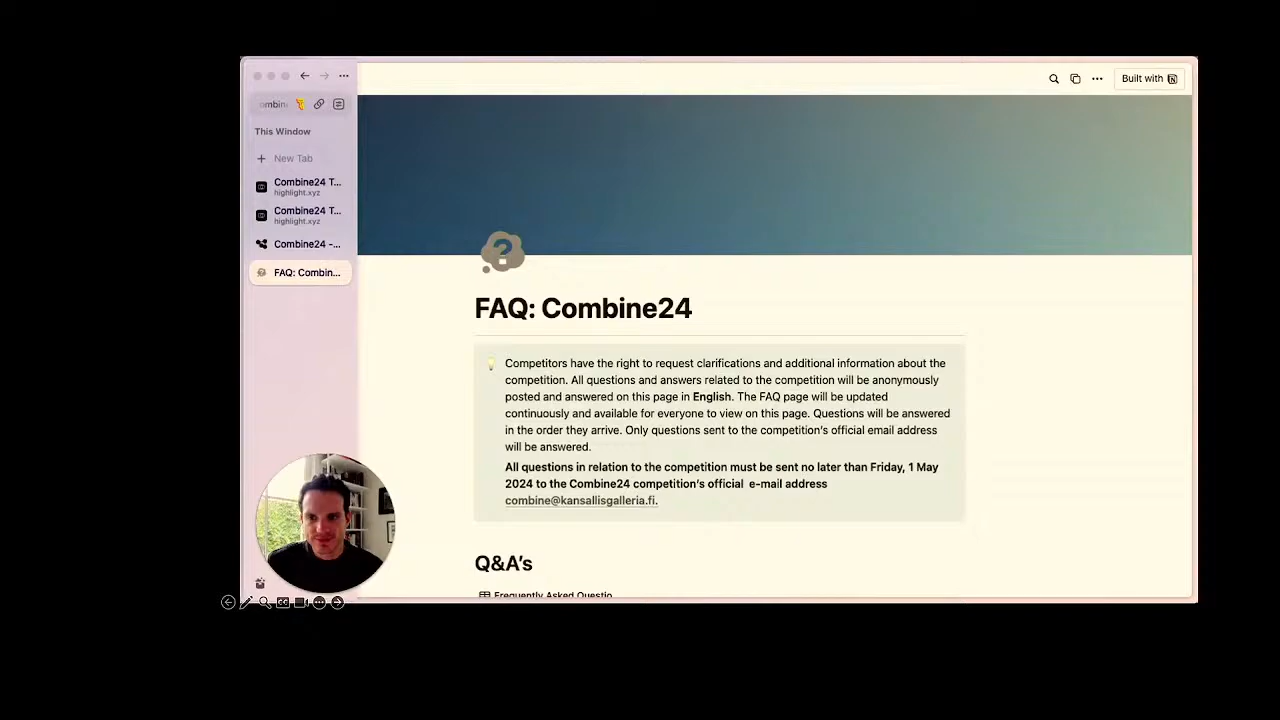 Built with
ombin
This Window
New Tab
Combine24 T...
highlight.xyz
Combine24 T...
highlight.xyz
Combine24 -...
FAQ: Combin...
FAQ: Combine24
Competitors have the right to request clarifications and additional information about the
competition. All questions and answers related to the competition will be anonymously
posted and answered on this page in English. The FAQ page will be updated
continuously and available for everyone to view on this page. Questions will be answered
in the order they arrive. Only questions sent to the competition's official email address
will be answered.
All questions in relation to the competition must be sent no later than Friday, 1 May
2024 to the Combine24 competition's official e-mail address
combine@kansallisgalleria.fi.
Q&A's
Frequently Asked Questio